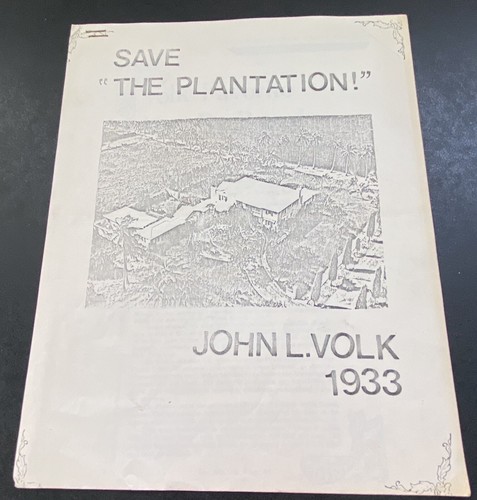 SAVE
“THE PLANTATION!”
JOHN L. VOLK
1933